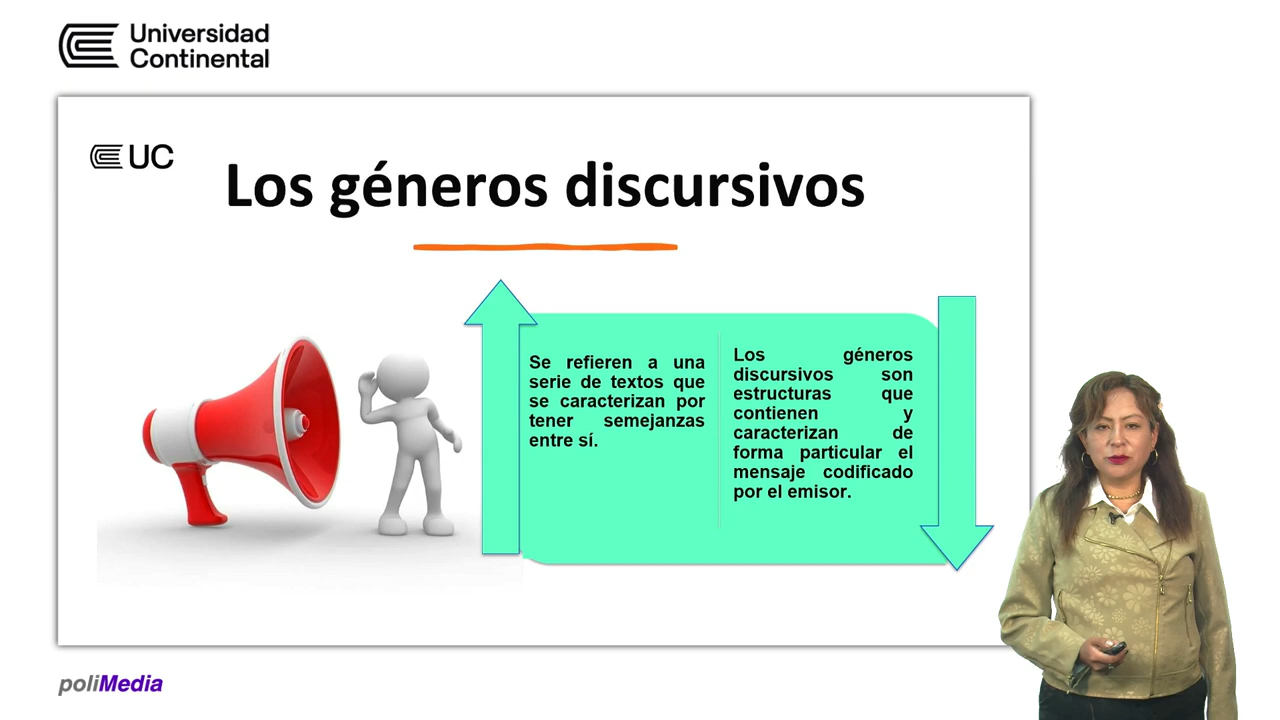 Universidad
Continental
UC
Los géneros discursivos
Se refieren a una
serie de textos que
se caracterizan por
tener semejanzas
entre sí.
Los géneros
discursivos son
estructuras que
contienen y
caracterizan de
forma particular el
mensaje codificado
por el emisor.
poliMedia